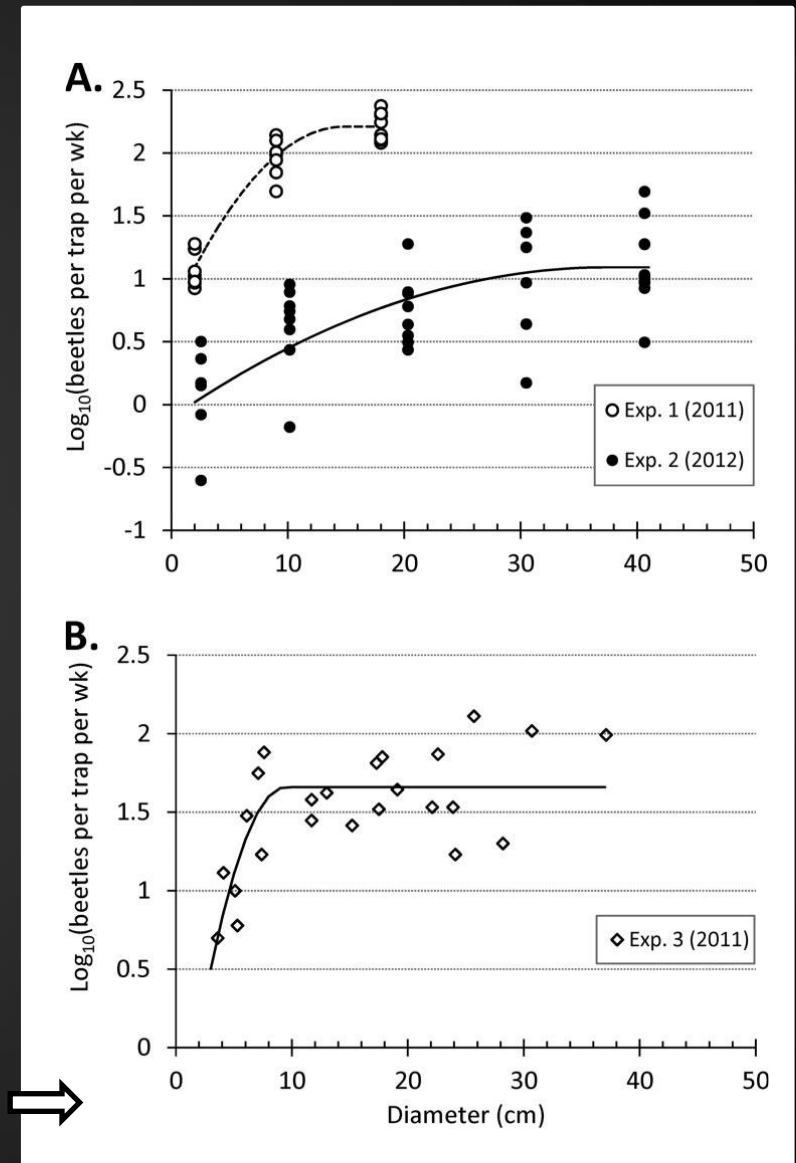 A.
2.5
2
1.5
1
0.5
0
-0.5
-1
Log10(beetles per trap per wk)
Exp. 1 (2011)
Exp. 2 (2012)
0 10 20 30 40 50
B.
2.5
2
1.5
1
0.5
0
Log10(beetles per trap per wk)
Exp. 3 (2011)
0 10 20 30 40 50
Diameter (cm)